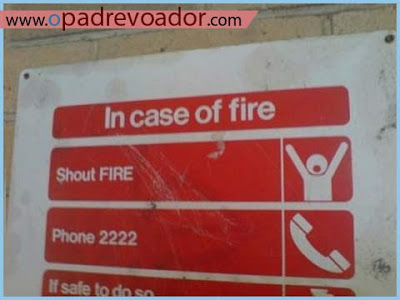 www.opadrevoador.com
In case of fire
Shout FIRE
Phone 2222
If safe to do so